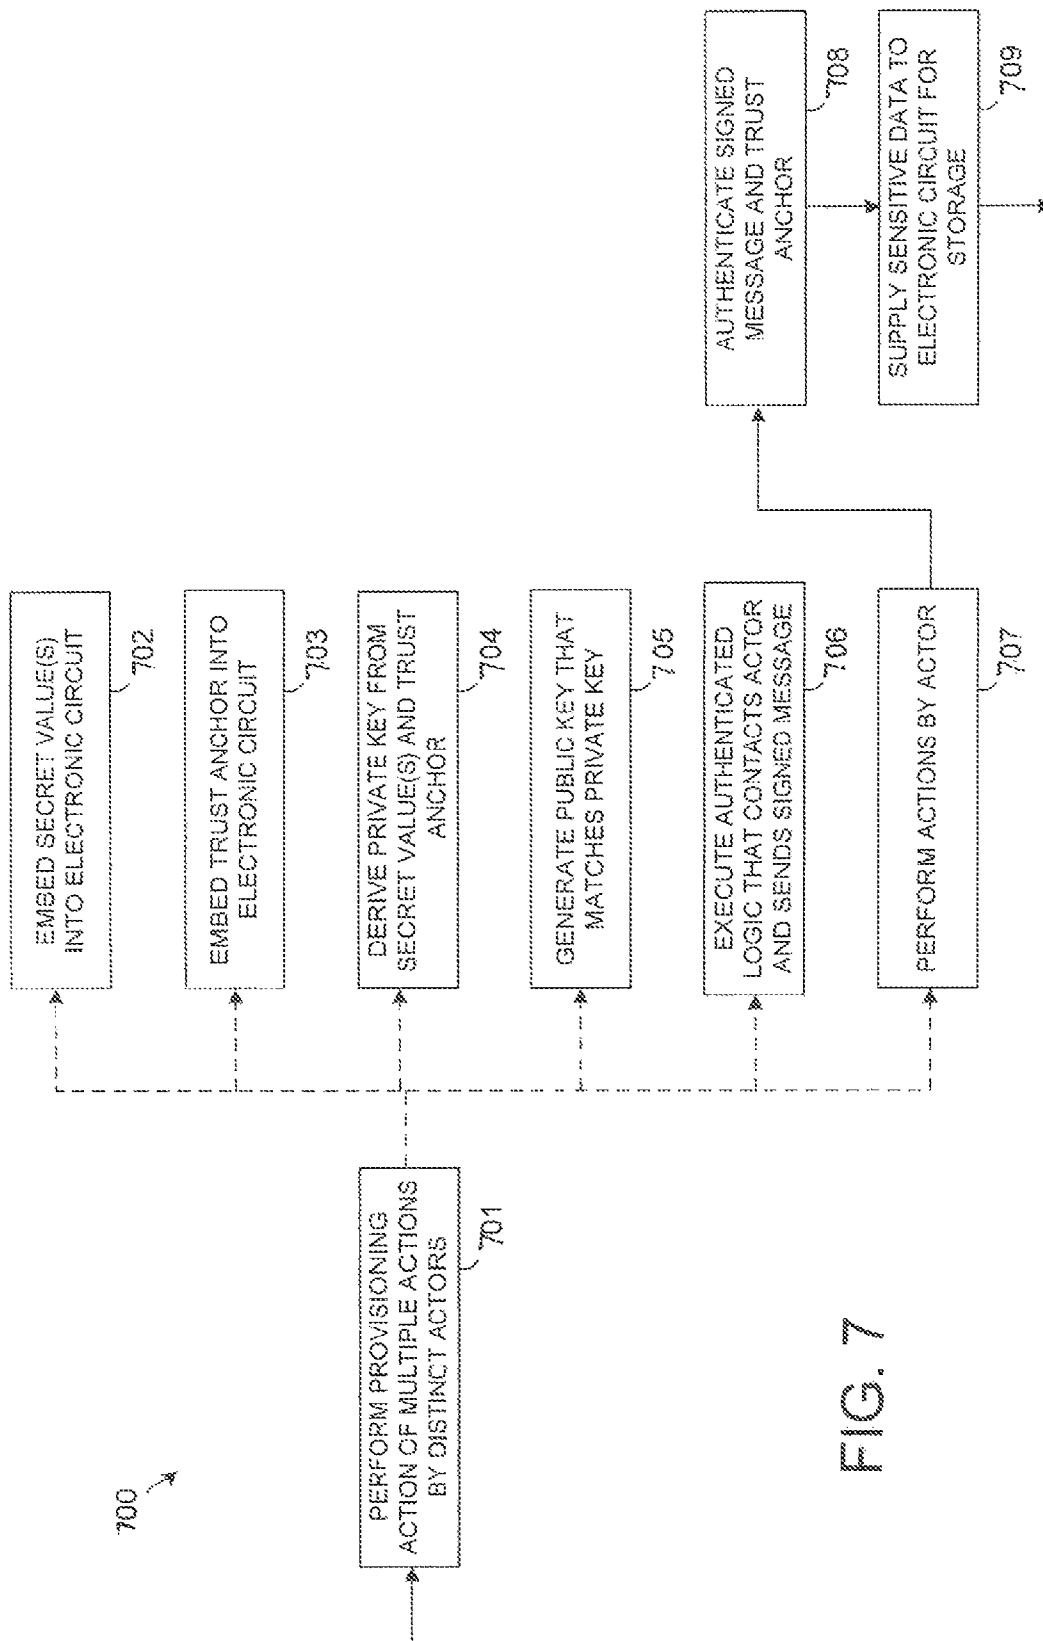 700
PERFORM PROVISIONING
ACTION OF MULTIPLE ACTIONS
BY DISTINCT ACTORS
701
EMBED SECRET VALUE(S)
INTO ELECTRONIC CIRCUIT
702
EMBED TRUST ANCHOR INTO
ELECTRONIC CIRCUIT
703
DERIVE PRIVATE KEY FROM
SECRET VALUE(S) AND TRUST
ANCHOR
704
GENERATE PUBLIC KEY THAT
MATCHES PRIVATE KEY
705
EXECUTE AUTHENTICATED
LOGIC THAT CONTACTS ACTOR
AND SENDS SIGNED MESSAGE
706
PERFORM ACTIONS BY ACTOR
707
AUTHENTICATE SIGNED
MESSAGE AND TRUST
ANCHOR
708
SUPPLY SENSITIVE DATA TO
ELECTRONIC CIRCUIT FOR
STORAGE
709
FIG. 7